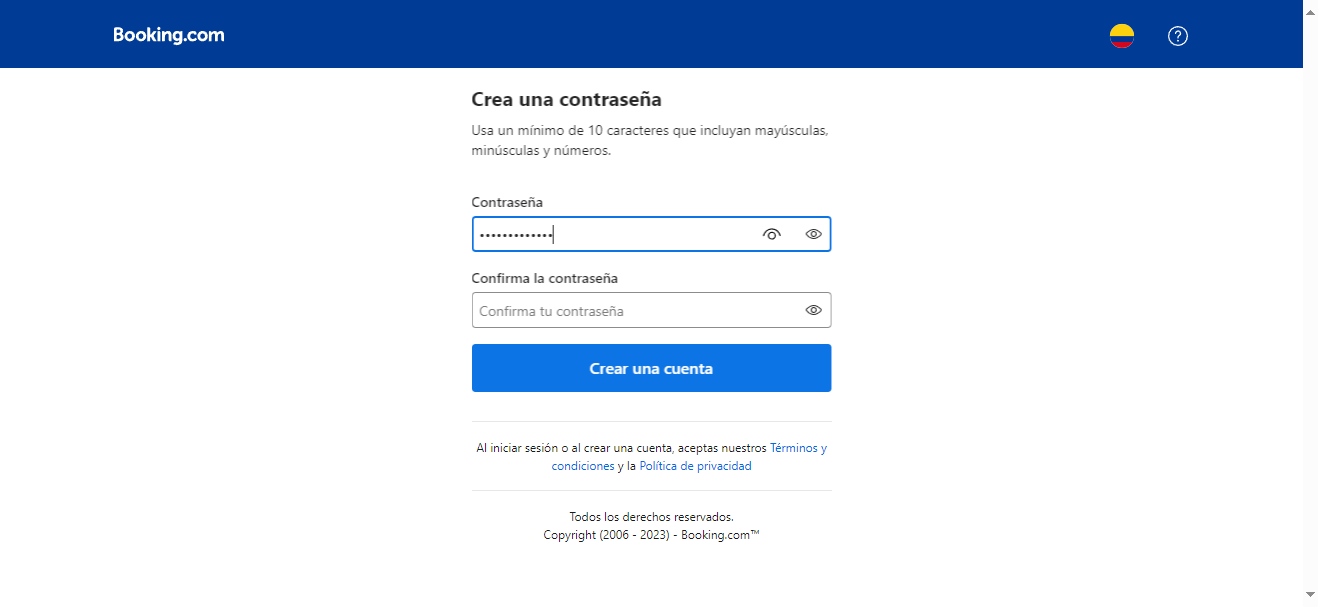 Booking.com
Crea una contraseña
Usa un mínimo de 10 caracteres que incluyan mayúsculas,
minúsculas y números.
Contraseña
•••••••••••••
Confirma la contraseña
Confirma tu contraseña
Crear una cuenta
Al iniciar sesión o al crear una cuenta, aceptas nuestros Términos y
condiciones y la Política de privacidad
Todos los derechos reservados.
Copyright (2006 - 2023) - Booking.com™